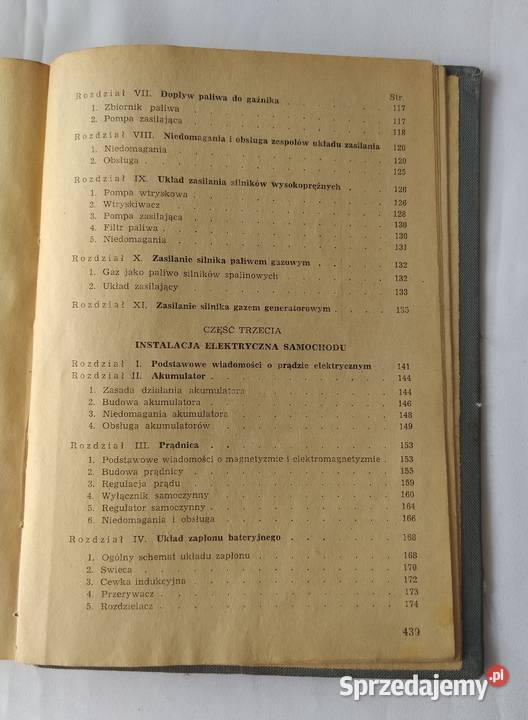 Rozdział VII. Dopływ paliwa do gaźnika Str.
1. Zbiornik paliwa 117
2. Pompa zasilająca 117
118
Rozdział VIII. Niedomagania i obsługa zespołów układu zasilania 120
1. Niedomagania 120
2. Obsługa 125
Rozdział IX. Układ zasilania silników wysokoprężnych 126
1. Pompa wtryskowa 126
2. Wtryskiwacz 128
3. Pompa zasilająca 130
4. Filtr paliwa 130
5. Niedomagania 131
Rozdział X. Zasilanie silnika paliwem gazowym 132
1. Gaz jako paliwo silników spalinowych 132
2. Układ zasilający 133
Rozdział XI. Zasilanie silnika gazem generatorowym 135
CZĘŚĆ TRZECIA
INSTALACJA ELEKTRYCZNA SAMOCHODU
Rozdział I. Podstawowe wiadomości o prądzie elektrycznym 141
Rozdział II. Akumulator 144
1. Zasada działania akumulatora 144
2. Budowa akumulatora 146
3. Niedomagania akumulatora 148
4. Obsługa akumulatorów 149
Rozdział III. Prądnica 153
1. Podstawowe wiadomości o magnetyzmie i elektromagnetyzmie 153
2. Budowa prądnicy 155
3. Regulacja prądu 159
4. Wyłącznik samoczynny 160
5. Regulator samoczynny 164
6. Niedomagania i obsługa 166
Rozdział IV. Układ zapłonu bateryjnego 168
1. Ogólny schemat układu zapłonu 168
2. Świeca 170
3. Cewka indukcyjna 172
4. Przerywacz 173
5. Rozdzielacz 174
439
Sprzedajemy.pl